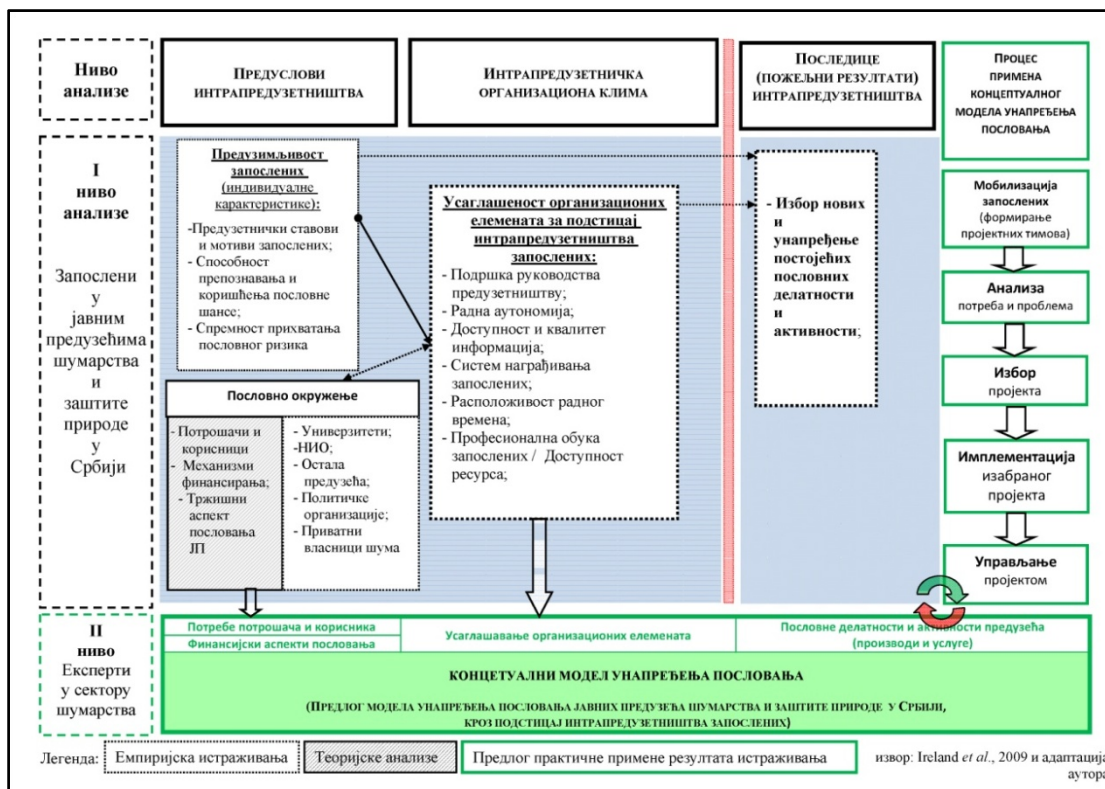 Ниво
анализе
ПРЕДУСЛОВИ
ИНТРАПРЕДУЗЕТНИШТВА
ИНТРАПРЕДУЗЕТНИЧКА
ОРГАНИЗАЦИОНА КЛИМА
ПОСЛЕДИЦЕ
(ПОЖЕЉНИ РЕЗУЛТАТИ)
ИНТРАПРЕДУЗЕТНИШТВА
ПРОЦЕС
ПРИМЕНА
КОНЦЕПТУАЛНОГ
МОДЕЛА УНАПРЕЂЕЊА
ПОСЛОВАЊА
I
ниво
анализе
Запослени
у
јавним
предузећима
шумарства
и
заштите
природе
у
Србији
Предузимљивост
запослених
(индивидуалне
карактеристике):
-Предузетнички ставови
и мотиви запослених;
- Способност
препознавања и
коришћења пословне
шансе;
- Спремност прихватања
пословног ризика
Пословно окружење
- Потрошачи и
корисници
- Механизми
финансирања;
- Тржишни
аспект
пословања
ЈП
- Универзитети;
-НИО;
- Остала
предузећа;
- Политичке
организације;
- Приватни
власници шума
Усаглашеност организационих
елемената за подстицај
интрапредузетништва
запослених:
- Подршка руководства
предузетништву;
- Радна аутономија;
- Доступност и квалитет
информација;
- Систем награђивања
запослених;
- Расположивост радног
времена;
- Професионална обука
запослених / Доступност
ресурса;
- Избор нових
и
унапређење
постојећих
пословних
делатности
и
активности;
Мобилизација
запослених
(формирање
пројектних тимова)
Анализа
потреба и проблема
Избор
пројекта
Имплементација
изабраног
пројекта
Управљање
пројектом
II
ниво
Експерти
у сектору
шумарства
Потребе потрошача и корисника
Финансијски аспекти пословања
Усаглашавање организационих елемената
Пословне делатности и активности предузећа
(производи и услуге)
КОНЦЕТУАЛНИ МОДЕЛ УНАПРЕЂЕЊА ПОСЛОВАЊА
(ПРЕДЛОГ МОДЕЛА УНАПРЕЂЕЊА ПОСЛОВАЊА ЈАВНИХ ПРЕДУЗЕЋА ШУМАРСТВА И ЗАШТИТЕ ПРИРОДЕ У СРБИЈИ,
КРОЗ ПОДСТИЦАЈ ИНТРАПРЕДУЗЕТНИШТВА ЗАПОСЛЕНИХ)
Легенда:
Емпиријска истраживања
Теоријске анализе
Предлог практичне примене резултата истраживања
извор: Ireland et al., 2009 и адаптација
аутора